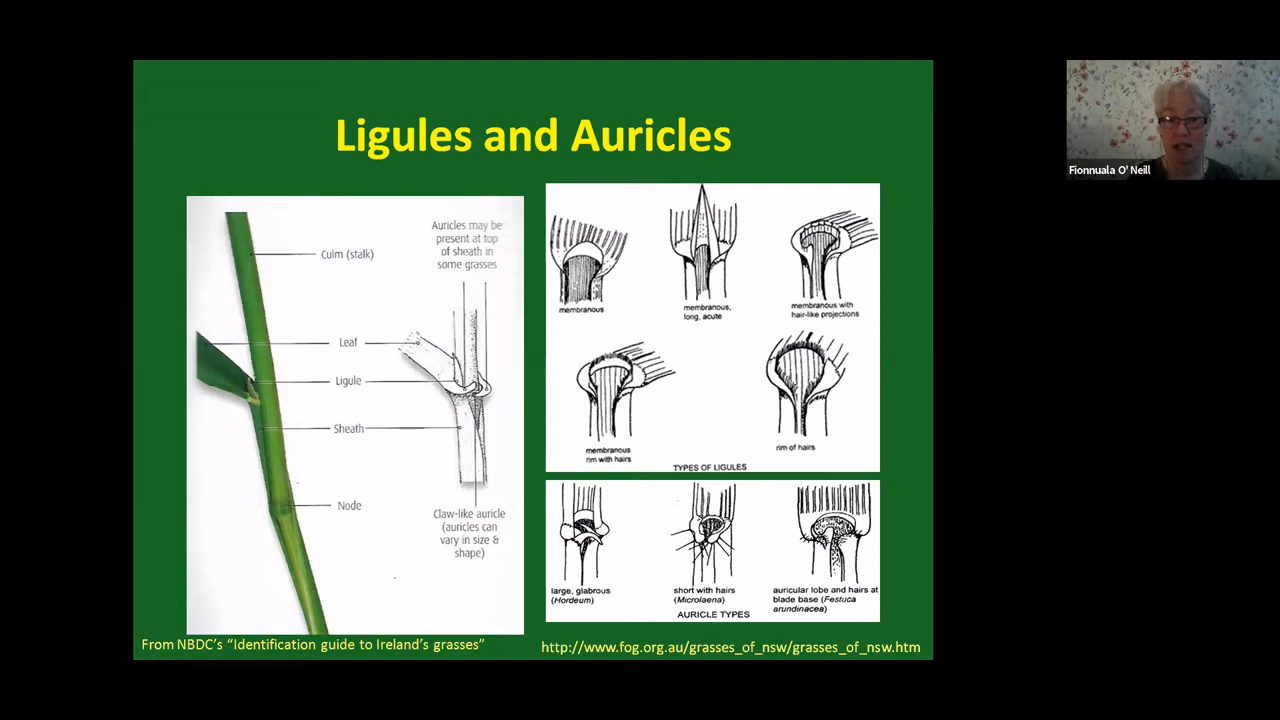 Ligules and Auricles
Culm (stalk)
Leaf
Ligule
Sheath
Node
Auricles may be
present at top
of sheath in
some grasses
Claw-like auricle
(auricles can
vary in size &
shape)
membranous
membranous,
long, acute
membranous with
hair-like projections
membranous
rim with hairs
rim of hairs
TYPES OF LIGULES
large, glabrous
(Hordeum)
short with hairs
(Microlaena)
auricular lobe and hairs at
blade base (Festuca
arundinacea)
AURICLE TYPES
From NBDC's “Identification guide to Ireland's grasses”
http://www.fog.org.au/grasses_of_nsw/grasses_of_nsw.htm
Fionnuala O' Neill